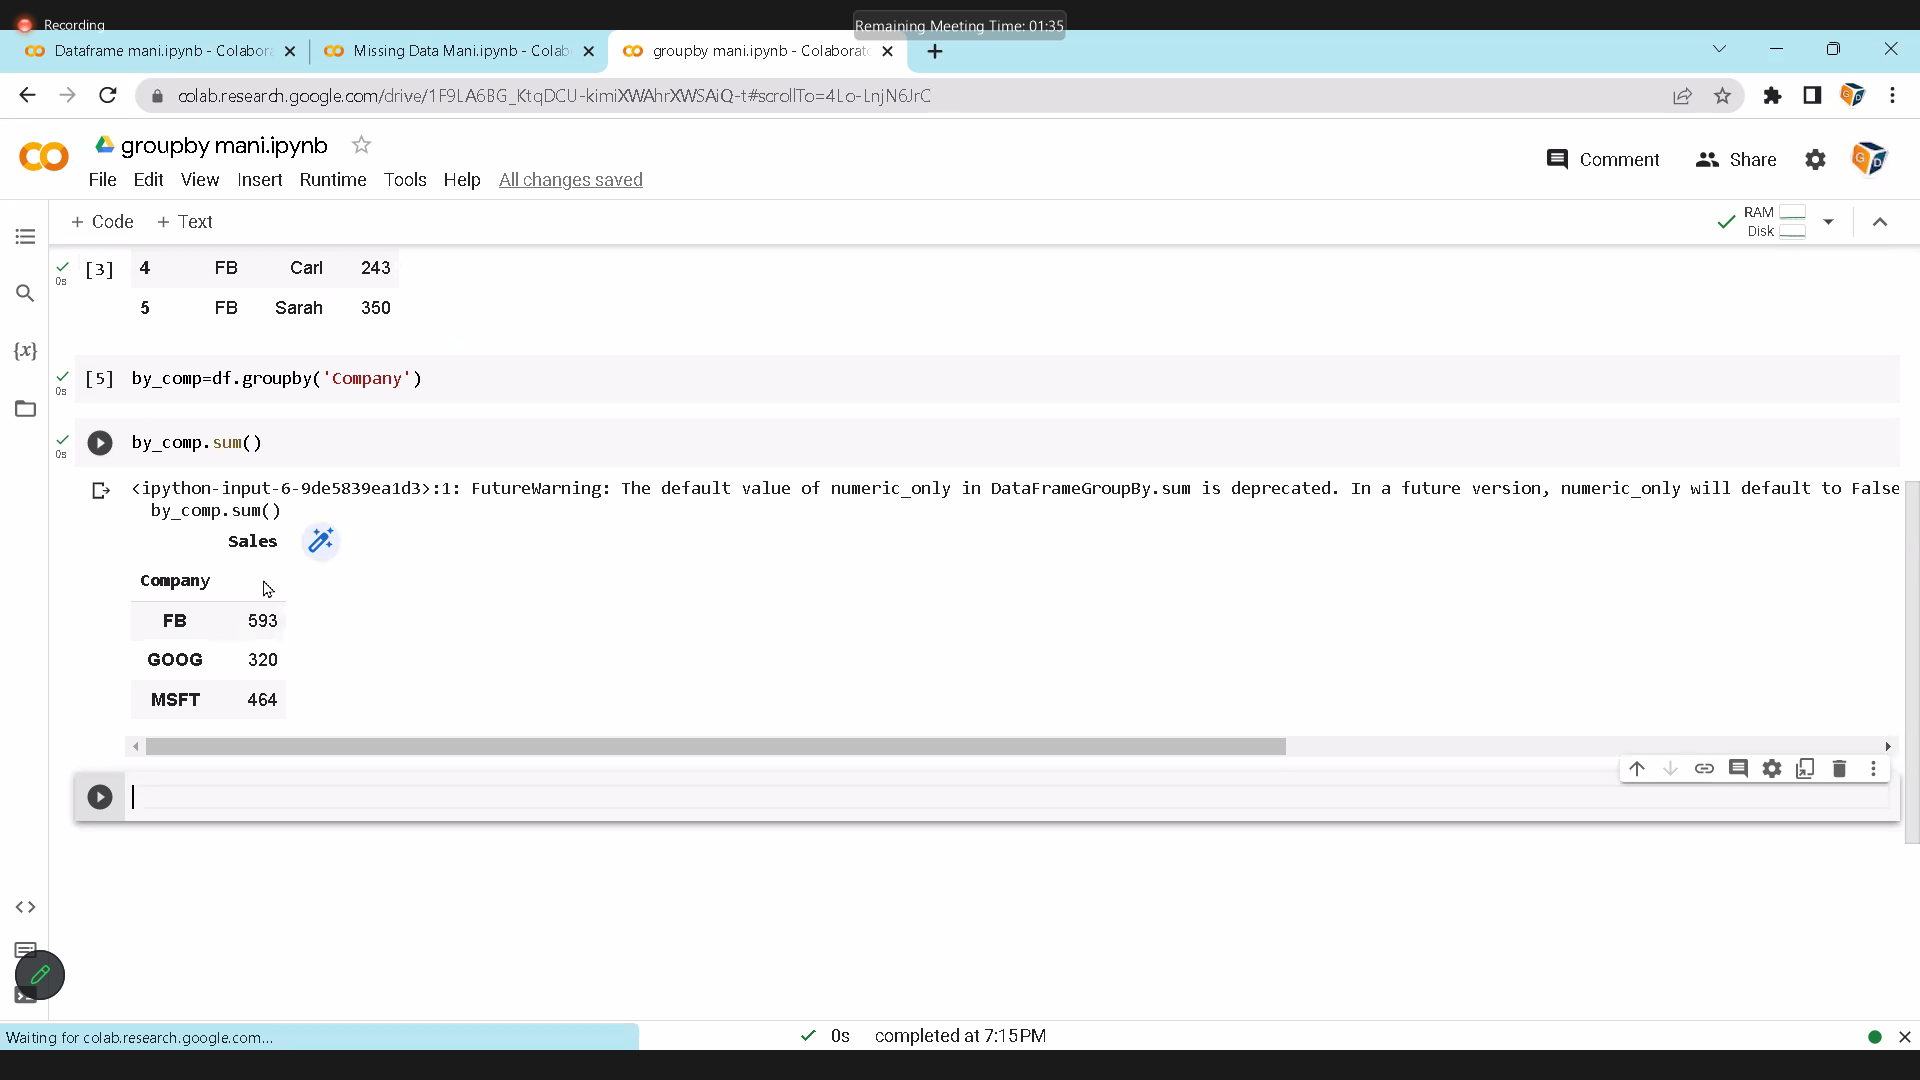 Recording
Remaining Meeting Time: 01:35
Dataframe mani.ipynb - Colabora
Missing Data Mani.ipynb - Colab
groupby mani.ipynb - Colaborato
colab.research.google.com/drive/1F9LA6BG_KtqDCU-kimiXWAhrXWSAiQ-t#scrollTo=4Lo-LnjN6JrC
groupby mani.ipynb
Comment
Share
File Edit View Insert Runtime Tools Help All changes saved
+ Code + Text
RAM
Disk
[3] 4 FB Carl 243
0s
5 FB Sarah 350
[5] by_comp=df.groupby('Company')
0s
by_comp.sum()
0s
<ipython-input-6-9de5839ea1d3>:1: FutureWarning: The default value of numeric_only in DataFrameGroupBy.sum is deprecated. In a future version, numeric_only will default to False
by_comp.sum()
Sales
Company
FB 593
GOOG 320
MSFT 464
Waiting for colab.research.google.com...
0s completed at 7:15 PM